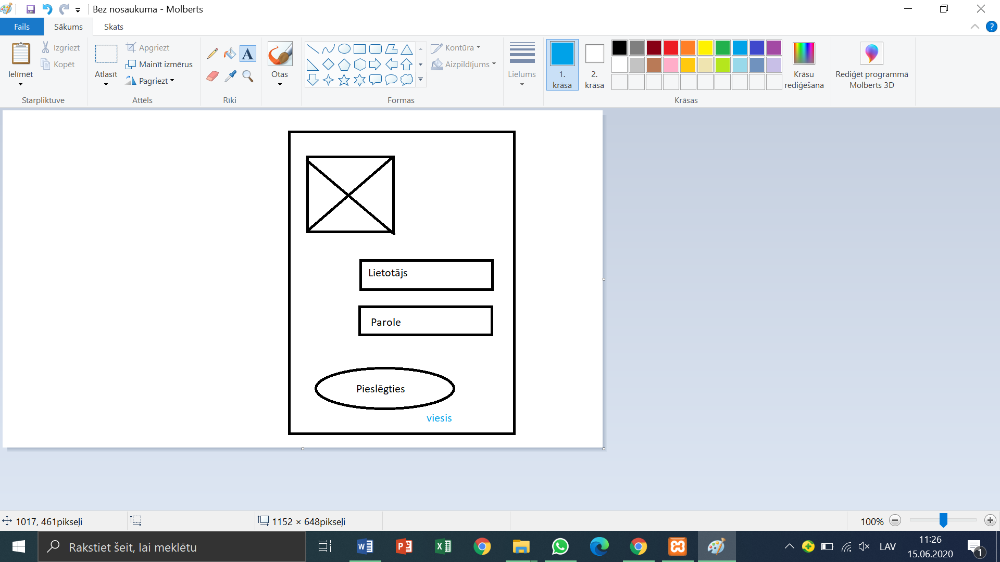 Bez nosaukuma - Molberts
Fails
Sākums
Skats
Ielīmēt
Izgriezt
Kopēt
Starpliktuve
Atlasīt
Apgriezt
Mainīt izmērus
Pagriezt
Attēls
A
Rīki
Otas
Formas
Kontūra
Aizpildījums
Lielums
1.
krāsa
2.
krāsa
Krāsas
Krāsu
rediģēšana
Rediģēt programmā
Molberts 3D
Lietotājs
Parole
Pieslēgties
viesis
1017, 461pikseļi
1152 × 648pikseļi
100%
Rakstiet šeit, lai meklētu
LAV
11:26
15.06.2020
1